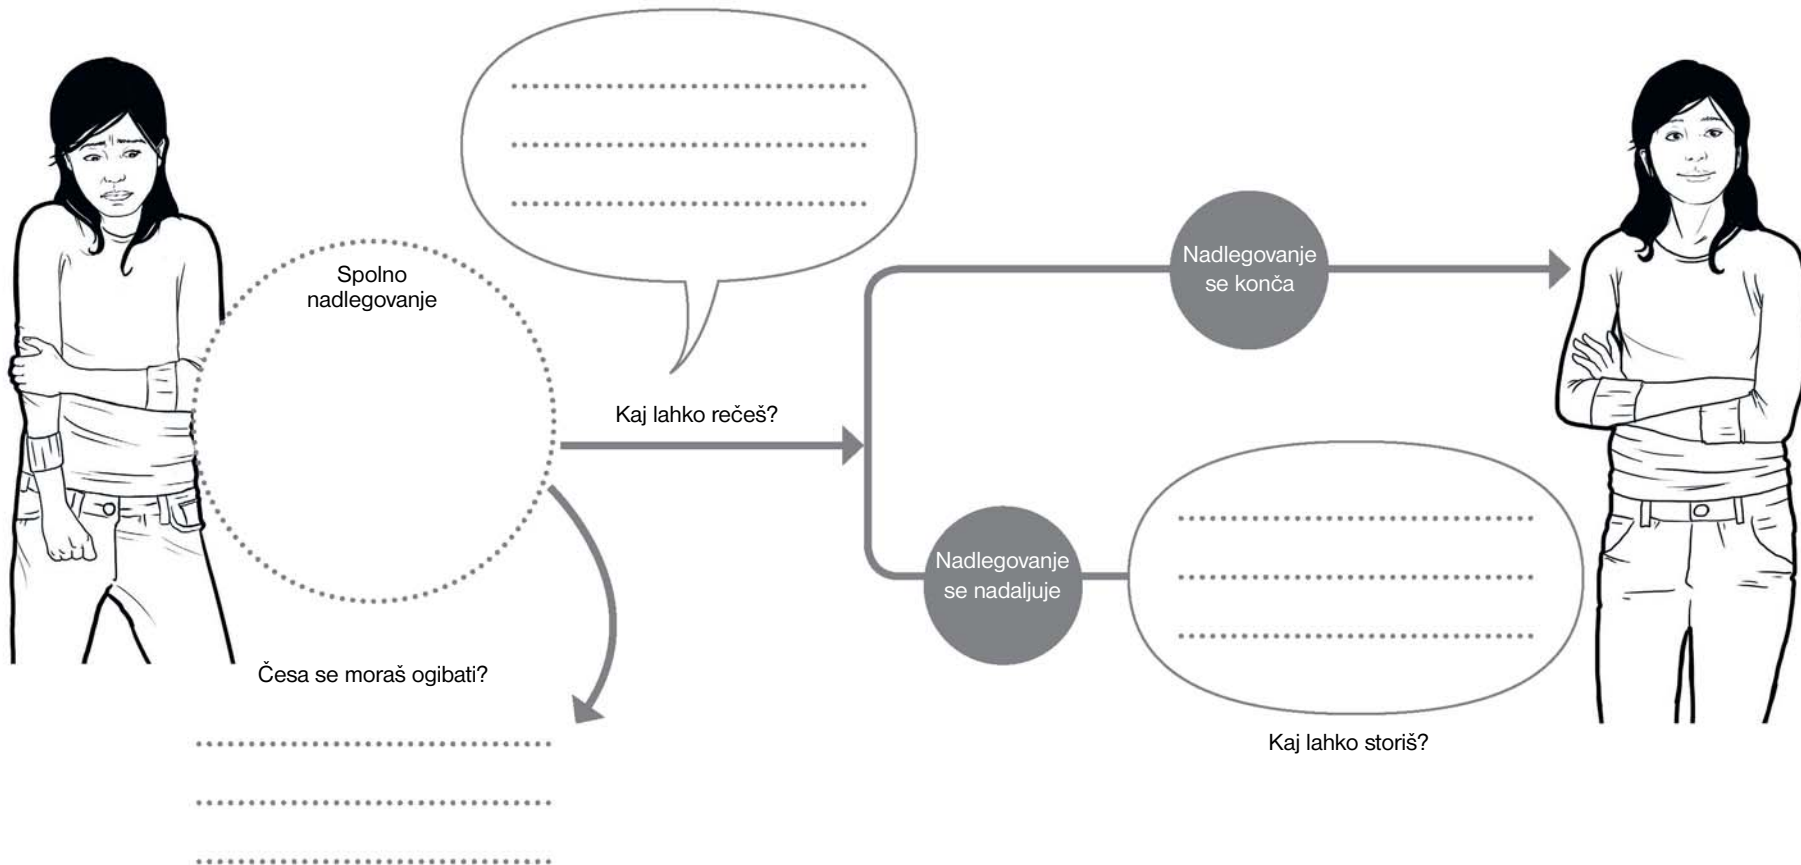 Spolno
nadlegovanje
Kaj lahko rečeš?
Nadlegovanje
se konča
Nadlegovanje
se nadaljuje
Kaj lahko storiš?
Česa se moraš ogibati?